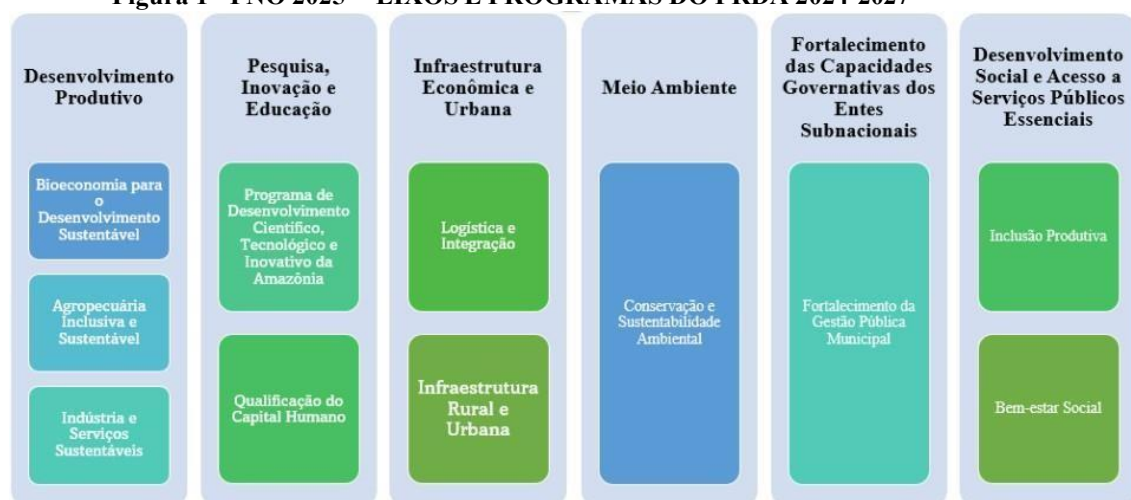 Figura 1 - FNO 2025 – EIXOS E PROGRAMAS DO PRDA 2024-2027
Desenvolvimento
Produtivo
Bioeconomia para
o
Desenvolvimento
Sustentável
Agropecuária
Inclusiva e
Sustentável
Indústria e
Serviços
Sustentáveis
Pesquisa,
Inovação e
Educação
Programa de
Desenvolvimento
Científico,
Tecnológico e
Inovativo da
Amazônia
Qualificação do
Capital Humano
Infraestrutura
Econômica e
Urbana
Logística e
Integração
Infraestrutura
Rural e
Urbana
Meio Ambiente
Conservação e
Sustentabilidade
Ambiental
Fortalecimento
das Capacidades
Governativas dos
Entes
Subnacionais
Fortalecimento da
Gestão Pública
Municipal
Desenvolvimento
Social e Acesso a
Serviços Públicos
Essenciais
Inclusão Produtiva
Bem-estar Social